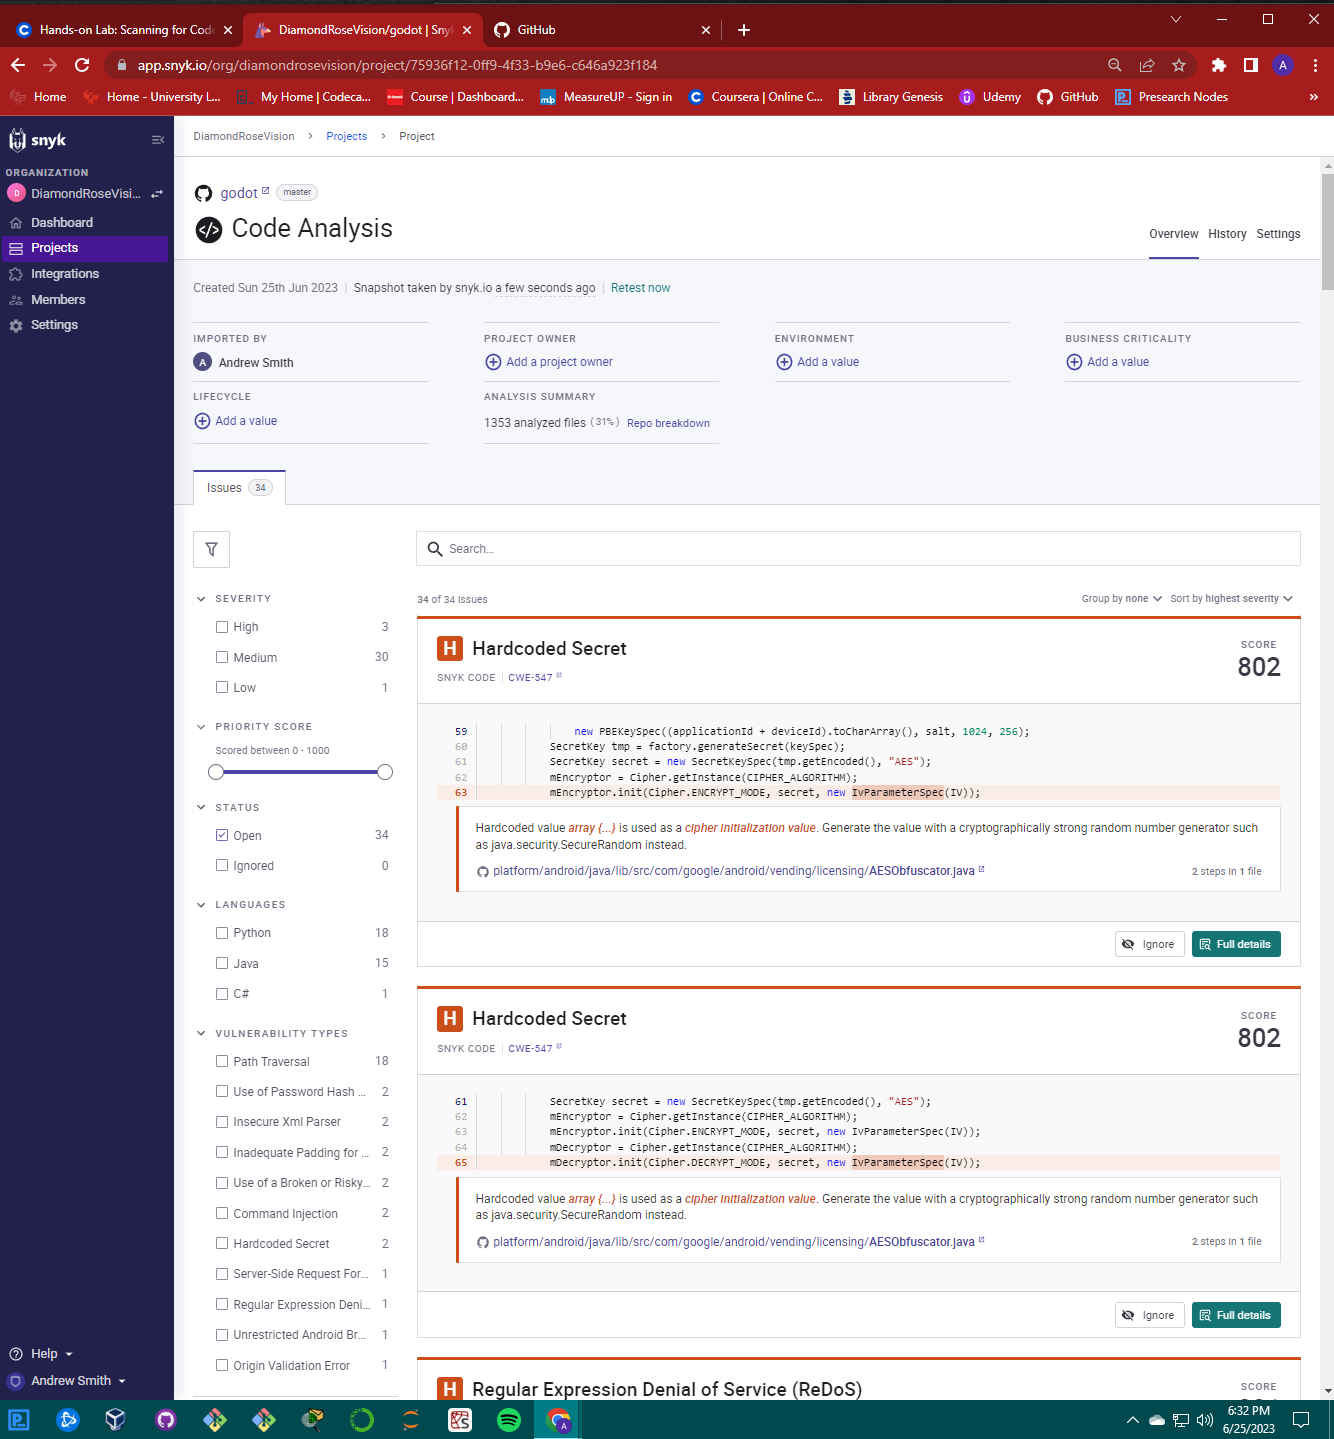 Hands-on Lab: Scanning for Code
DiamondRoseVision/godot | Snyk
GitHub
app.snyk.io/org/diamondrosevision/project/75936f12-0ff9-4f33-b9e6-c646a923f184
A
Home
Home - University L...
My Home | Codeca...
Course | Dashboard...
MeasureUP - Sign in
Coursera | Online C...
Library Genesis
Udemy
GitHub
Presearch Nodes
»
snyk
ORGANIZATION
D DiamondRoseVisi...
Dashboard
Projects
Integrations
Members
Settings
DiamondRoseVision > Projects > Project
godot master
Code Analysis
Overview History Settings
Created Sun 25th Jun 2023 | Snapshot taken by snyk.io a few seconds ago | Retest now
IMPORTED BY
A Andrew Smith
PROJECT OWNER
Add a project owner
ENVIRONMENT
Add a value
BUSINESS CRITICALITY
Add a value
LIFECYCLE
Add a value
ANALYSIS SUMMARY
1353 analyzed files (31%) Repo breakdown
Issues 34
SEVERITY
High 3
Medium 30
Low 1
PRIORITY SCORE
Scored between 0 - 1000
STATUS
Open 34
Ignored 0
LANGUAGES
Python 18
Java 15
C# 1
VULNERABILITY TYPES
Path Traversal 18
Use of Password Hash ... 2
Insecure Xml Parser 2
Inadequate Padding for ... 2
Use of a Broken or Risky... 2
Command Injection 2
Hardcoded Secret 2
Server-Side Request For... 1
Regular Expression Deni... 1
Unrestricted Android Br... 1
Origin Validation Error 1
Search...
34 of 34 issues
Group by none Sort by highest severity
H Hardcoded Secret
SNYK CODE | CWE-547
SCORE
802
59 new PBEKeySpec((applicationId + deviceId).toCharArray(), salt, 1024, 256);
60 SecretKey tmp = factory.generateSecret(keySpec);
61 SecretKey secret = new SecretKeySpec(tmp.getEncoded(), "AES");
62 mEncryptor = Cipher.getInstance(CIPHER_ALGORITHM);
63 mEncryptor.init(Cipher.ENCRYPT_MODE, secret, new IvParameterSpec(IV));
Hardcoded value array {...} is used as a cipher initialization value. Generate the value with a cryptographically strong random number generator such
as java.security.SecureRandom instead.
platform/android/java/lib/src/com/google/android/vending/licensing/AESObfuscator.java
2 steps in 1 file
Ignore
Full details
H Hardcoded Secret
SNYK CODE | CWE-547
SCORE
802
61 SecretKey secret = new SecretKeySpec(tmp.getEncoded(), "AES");
62 mEncryptor = Cipher.getInstance(CIPHER_ALGORITHM);
63 mEncryptor.init(Cipher.ENCRYPT_MODE, secret, new IvParameterSpec(IV));
64 mDecryptor = Cipher.getInstance(CIPHER_ALGORITHM);
65 mDecryptor.init(Cipher.DECRYPT_MODE, secret, new IvParameterSpec(IV));
Hardcoded value array {...} is used as a cipher initialization value. Generate the value with a cryptographically strong random number generator such
as java.security.SecureRandom instead.
platform/android/java/lib/src/com/google/android/vending/licensing/AESObfuscator.java
2 steps in 1 file
Ignore
Full details
H Regular Expression Denial of Service (ReDoS)
SCORE
Help
Andrew Smith
6:32 PM
6/25/2023